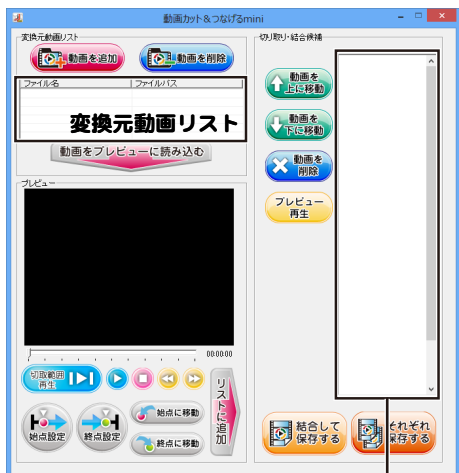 動画カット＆つなげるmini
変換元動画リスト
動画を追加
動画を削除
ファイル名
ファイルパス
変換元動画リスト
動画をプレビューに読み込む
プレビュー
00:00:00
切取範囲
再生
始点設定
終点設定
始点に移動
終点に移動
リストに追加
切り取り・結合候補
動画を
上に移動
動画を
下に移動
動画を
削除
プレビュー
再生
結合して
保存する
それぞれ
保存する